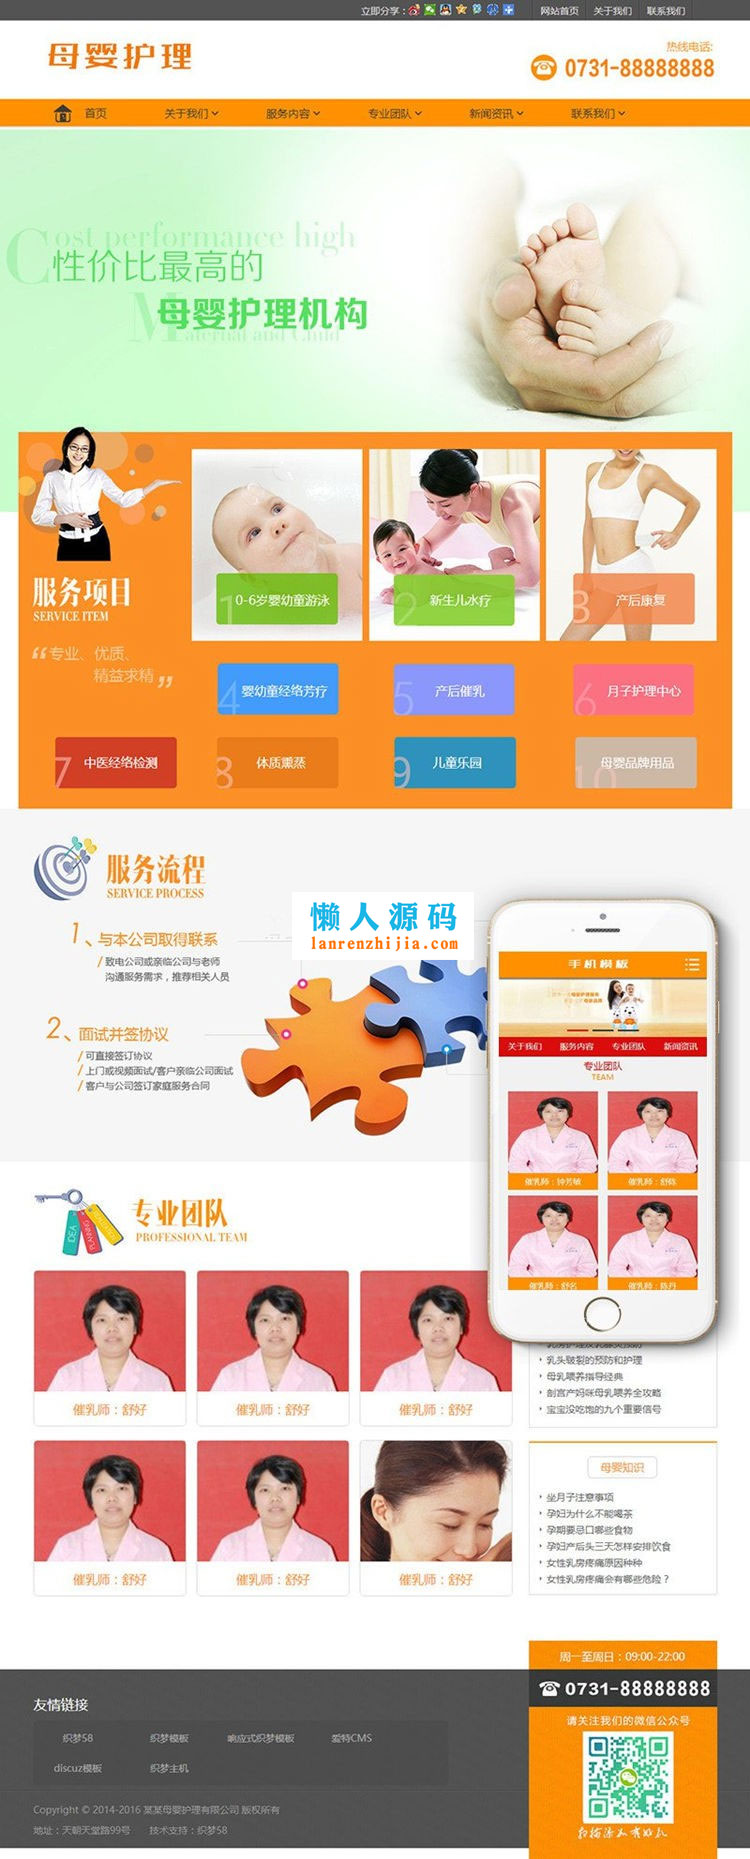 立即分享：
网站首页
关于我们
联系我们
母婴护理
热线电话:
0731-88888888
首页
关于我们
服务内容
专业团队
新闻资讯
联系我们
Cost performance high
性价比最高的
母婴护理机构
Maternal and Child
服务项目
SERVICE ITEM
“专业、优质、
精益求精”
1 0-6岁婴幼童游泳
2 新生儿水疗
3 产后康复
4 婴幼童经络芳疗
5 产后催乳
6 月子护理中心
7 中医经络检测
8 体质熏蒸
9 儿童乐园
10 母婴品牌用品
服务流程
SERVICE PROCESS
1、与本公司取得联系
/ 致电公司或亲临公司与老师
沟通服务需求，推荐相关人员
2、面试并签协议
/ 可直接签订协议
/ 上门或视频面试/客户亲临公司面试
/ 客户与公司签订家庭服务合同
懒人源码
lanrenzhijia.com
手机模板
关于我们
服务内容
专业团队
新闻资讯
专业团队
TEAM
催乳师：钟芳敏
催乳师：舒陈
催乳师：舒名
催乳师：陈丹
IDEA
PLANNING
专业团队
PROFESSIONAL TEAM
催乳师：舒好
催乳师：舒好
催乳师：舒好
催乳师：舒好
催乳师：舒好
催乳师：舒好
乳头皲裂的预防和护理
母乳喂养指导经典
剖宫产妈咪母乳喂养全攻略
宝宝没吃饱的九个重要信号
母婴知识
坐月子注意事项
孕妇为什么不能喝茶
孕期要忌口哪些食物
孕妇产后头三天怎样安排饮食
女性乳房疼痛原因种种
女性乳房疼痛会有哪些危险？
周一至周日：09:00-22:00
0731-88888888
请关注我们的微信公众号
友情链接
织梦58
织梦模板
响应式织梦模板
爱特CMS
discuz模板
织梦主机
Copyright © 2014-2016 某某母婴护理有限公司 版权所有
地址：天朝天堂路99号
技术支持：织梦58